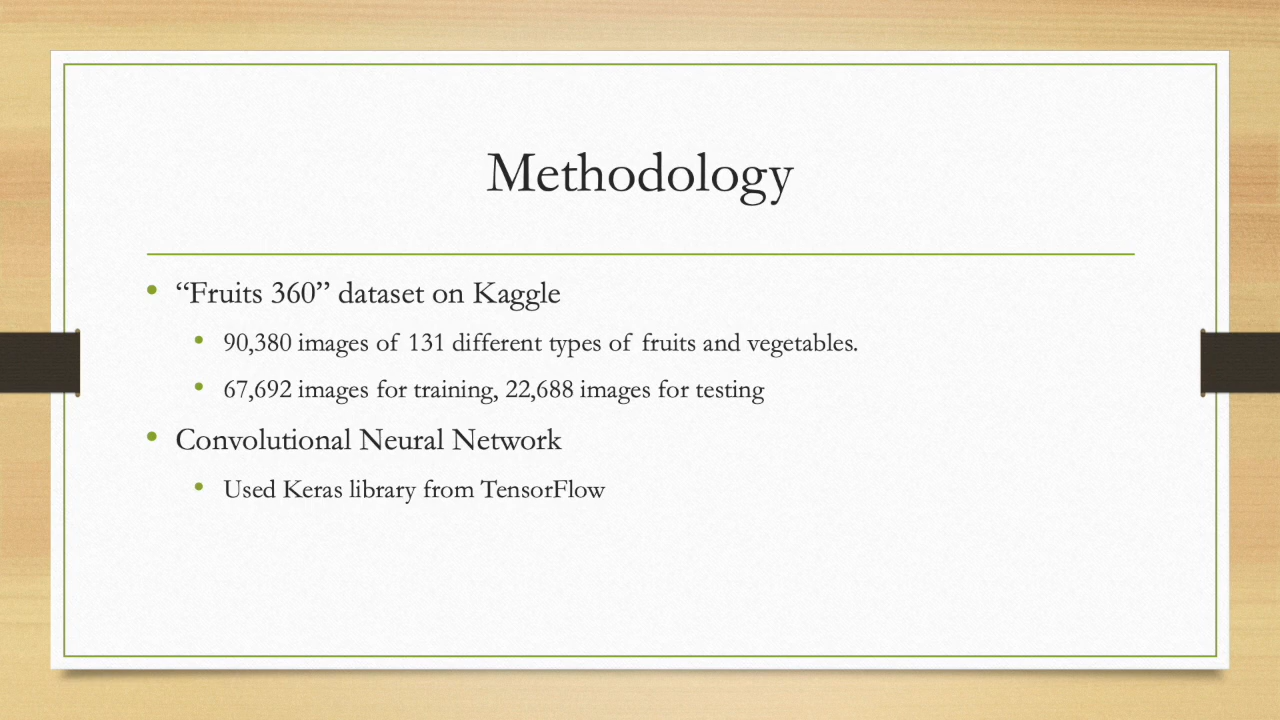 Methodology
• “Fruits 360” dataset on Kaggle
• 90,380 images of 131 different types of fruits and vegetables.
• 67,692 images for training, 22,688 images for testing
• Convolutional Neural Network
• Used Keras library from TensorFlow